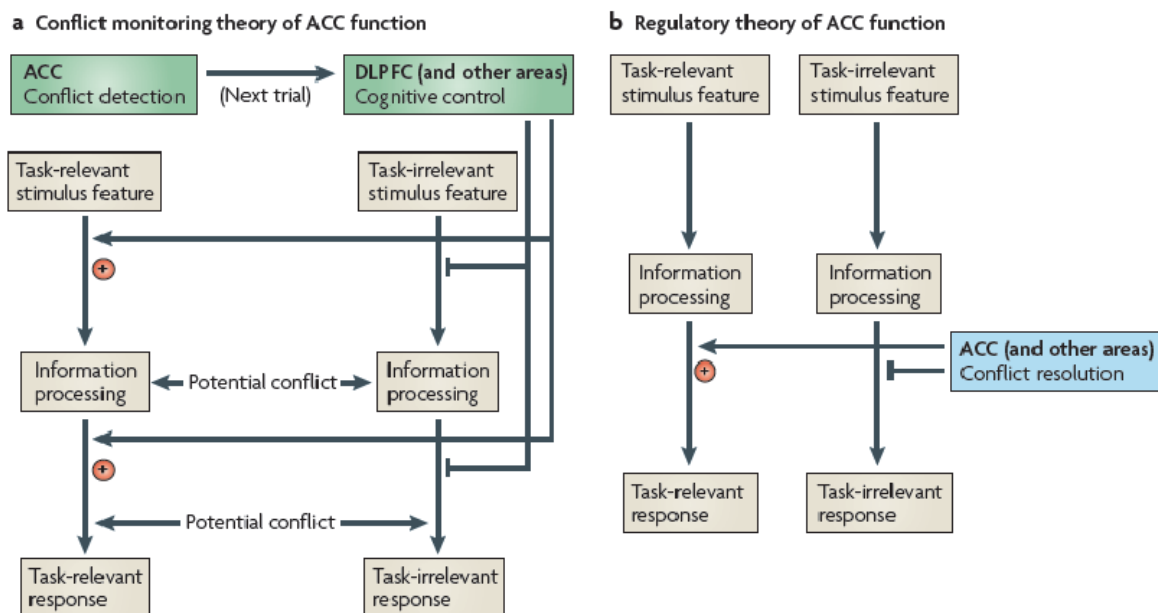 a Conflict monitoring theory of ACC function
ACC
Conflict detection
(Next trial)
DLPFC (and other areas)
Cognitive control
Task-relevant
stimulus feature
Task-irrelevant
stimulus feature
+
Information
processing
Potential conflict
Information
processing
+
Potential conflict
Task-relevant
response
Task-irrelevant
response
b Regulatory theory of ACC function
Task-relevant
stimulus feature
Task-irrelevant
stimulus feature
Information
processing
Information
processing
+
ACC (and other areas)
Conflict resolution
Task-relevant
response
Task-irrelevant
response